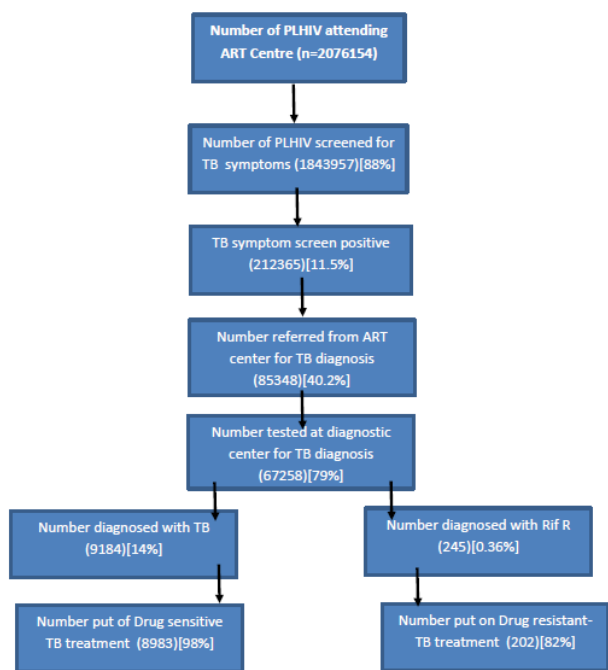 Number of PLHIV attending
ART Centre (n=2076154)
Number of PLHIV screened for
TB symptoms (1843957)[88%]
TB symptom screen positive
(212365)[11.5%]
Number referred from ART
center for TB diagnosis
(85348)[40.2%]
Number tested at diagnostic
center for TB diagnosis
(67258)[79%]
Number diagnosed with TB
(9184)[14%]
Number diagnosed with Rif R
(245)[0.36%]
Number put of Drug sensitive
TB treatment (8983)[98%]
Number put on Drug resistant-
TB treatment (202)[82%]